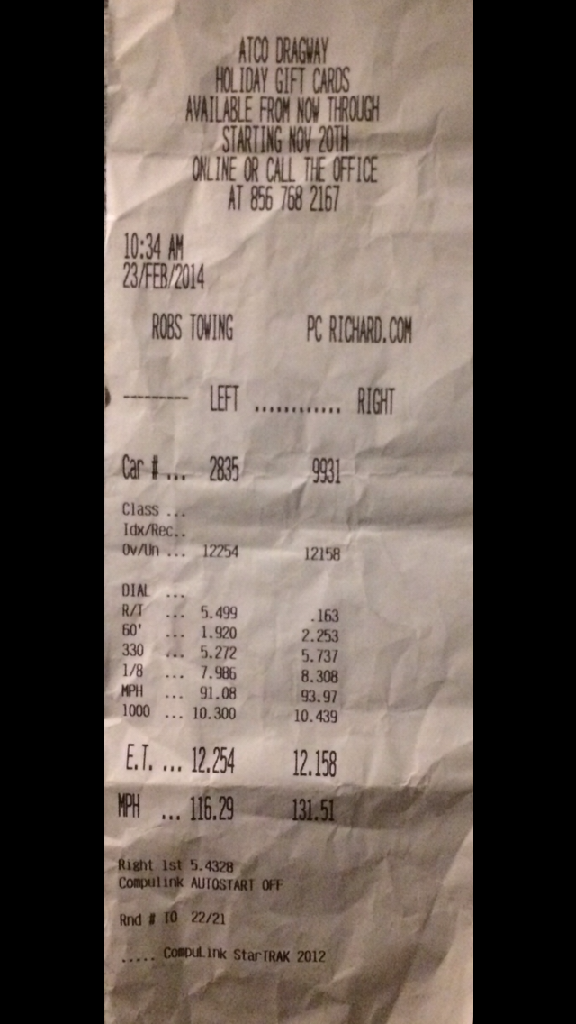 ATCO DRAGWAY
HOLIDAY GIFT CARDS
AVAILABLE FROM NOW THROUGH
STARTING NOV 20TH
ONLINE OR CALL THE OFFICE
AT 856 768 2167
10:34 AM
23/FEB/2014
ROBS TOWING PC RICHARD.COM
--------- LEFT ............ RIGHT
Car # ... 2835 9931
Class ...
Idx/Rec..
Ov/Un ... 12254 12158
DIAL ...
R/T ... 5.499 .163
60' ... 1.920 2.253
330 ... 5.272 5.737
1/8 ... 7.986 8.308
MPH ... 91.08 93.97
1000 ... 10.300 10.439
E.T. ... 12.254 12.158
MPH ... 116.29 131.51
Right 1st 5.4328
Compulink AUTOSTART OFF
Rnd # TO 22/21
..... CompuLink StarTRAK 2012